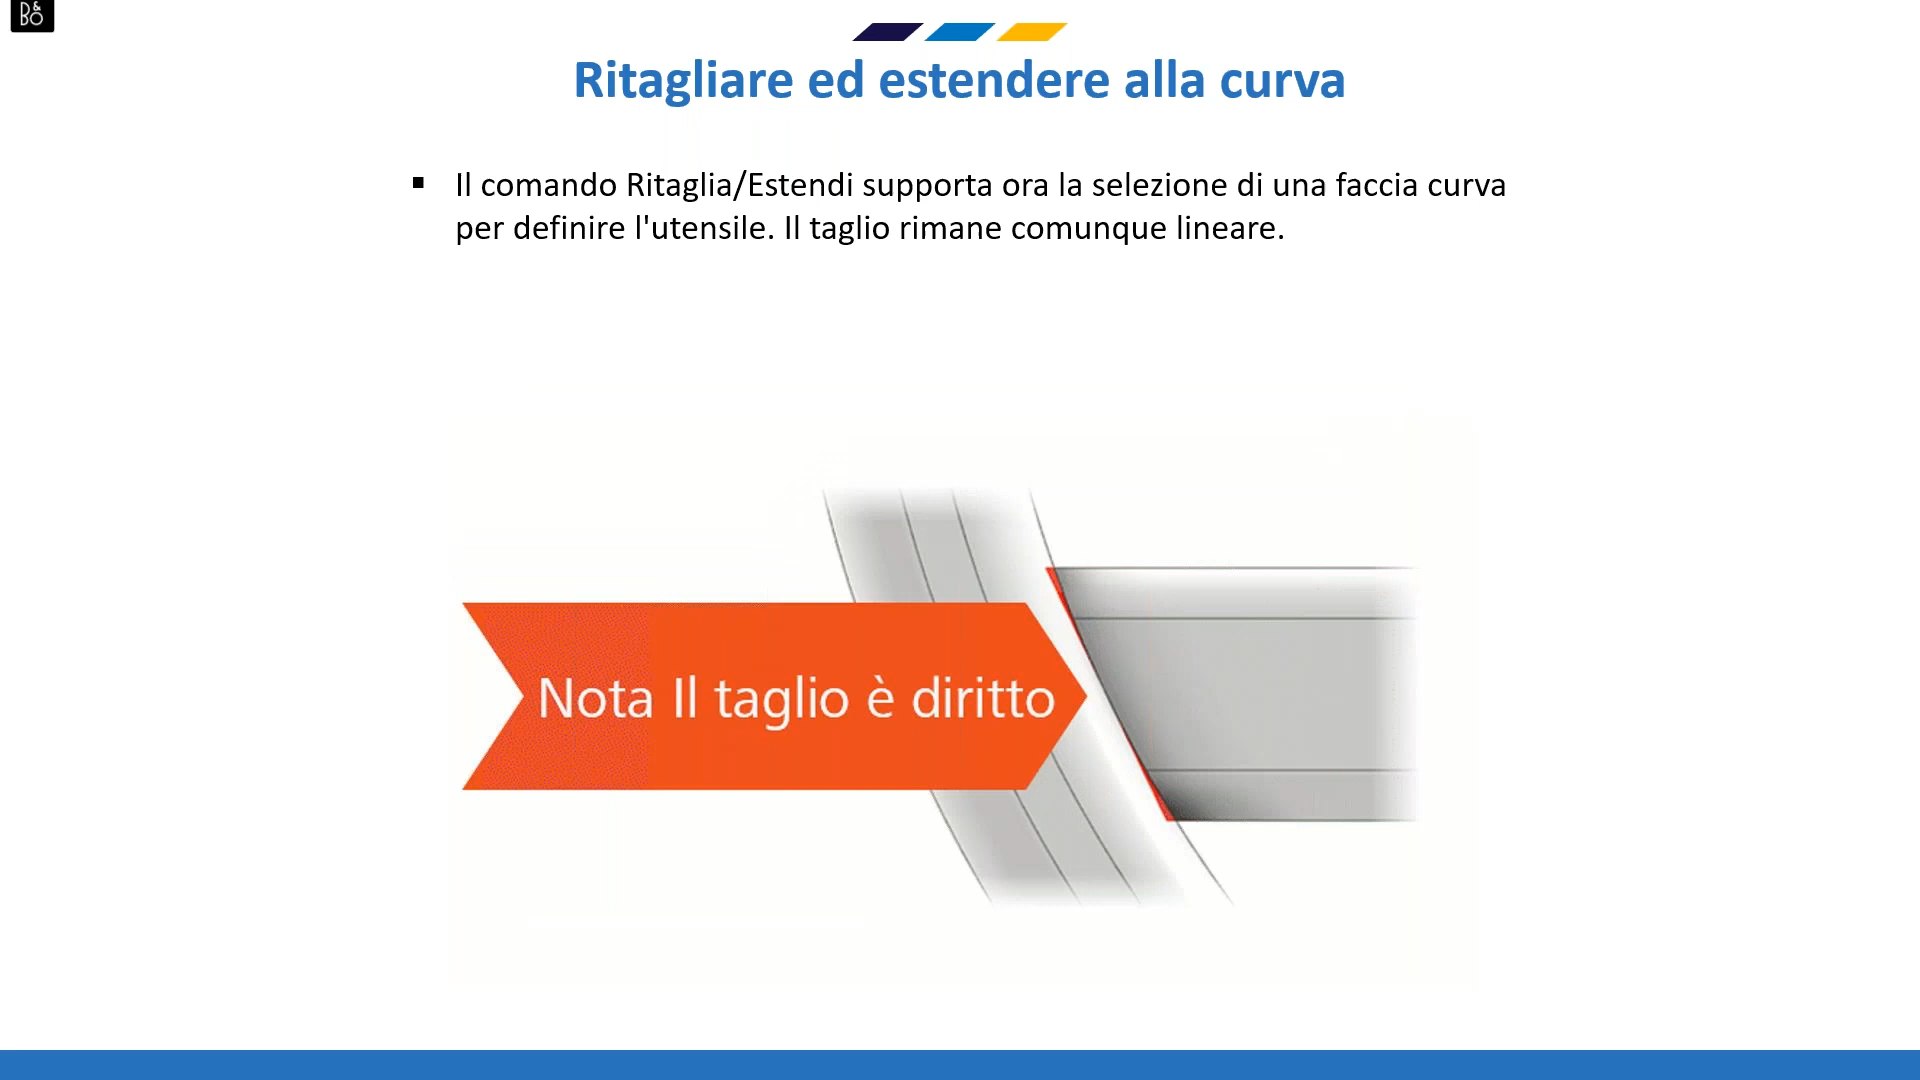 B&O
Ritagliare ed estendere alla curva
▪ Il comando Ritaglia/Estendi supporta ora la selezione di una faccia curva
per definire l'utensile. Il taglio rimane comunque lineare.
Nota Il taglio è diritto